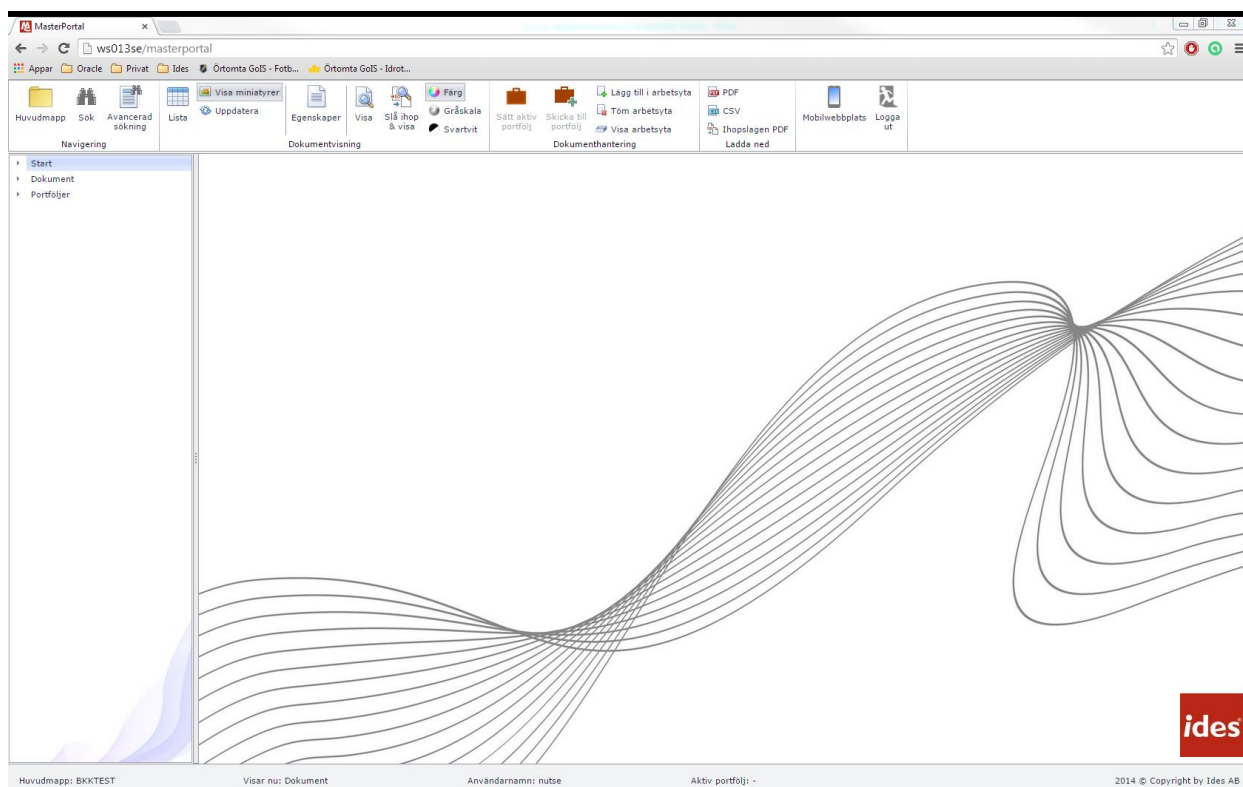 MasterPortal
ws013se/masterportal
Appar Oracle Privat Ides Örtomta GoIS - Fotb... Örtomta GoIS - Idrot...
Huvudmapp
Sök
Avancerad
sökning
Navigering
Lista
Visa miniatyrer
Uppdatera
Egenskaper
Visa
Slå ihop
& visa
Färg
Gråskala
Svartvit
Dokumentvisning
Sätt aktiv
portfölj
Skicka till
portfölj
Lägg till i arbetsyta
Töm arbetsyta
Visa arbetsyta
Dokumenthantering
PDF
CSV
Ihopslagen PDF
Ladda ned
Mobilwebbplats
Logga
ut
Start
Dokument
Portföljer
ides
Huvudmapp: BKKTEST Visar nu: Dokument Användarnamn: nutse Aktiv portfölj: - 2014 © Copyright by Ides AB